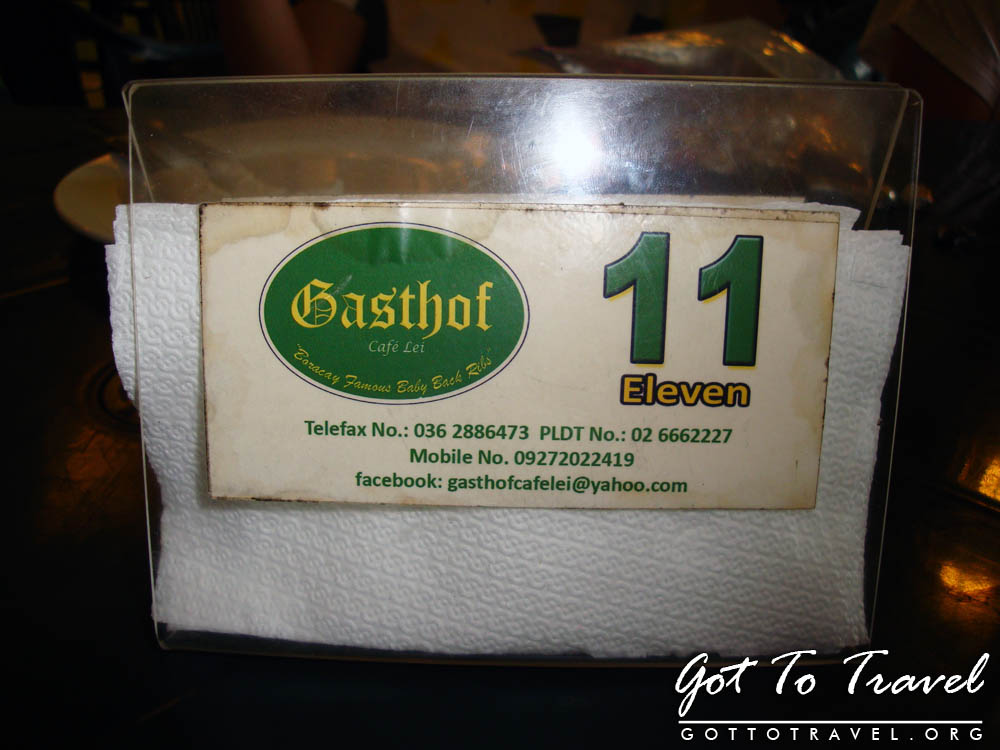 Gasthof
Café Lei
"Boracay Famous Baby Back Ribs"
11
Eleven
Telefax No.: 036 2886473 PLDT No.: 02 6662227
Mobile No. 09272022419
facebook: gasthofcafelei@yahoo.com
Got To Travel
GOTTOTRAVEL.ORG